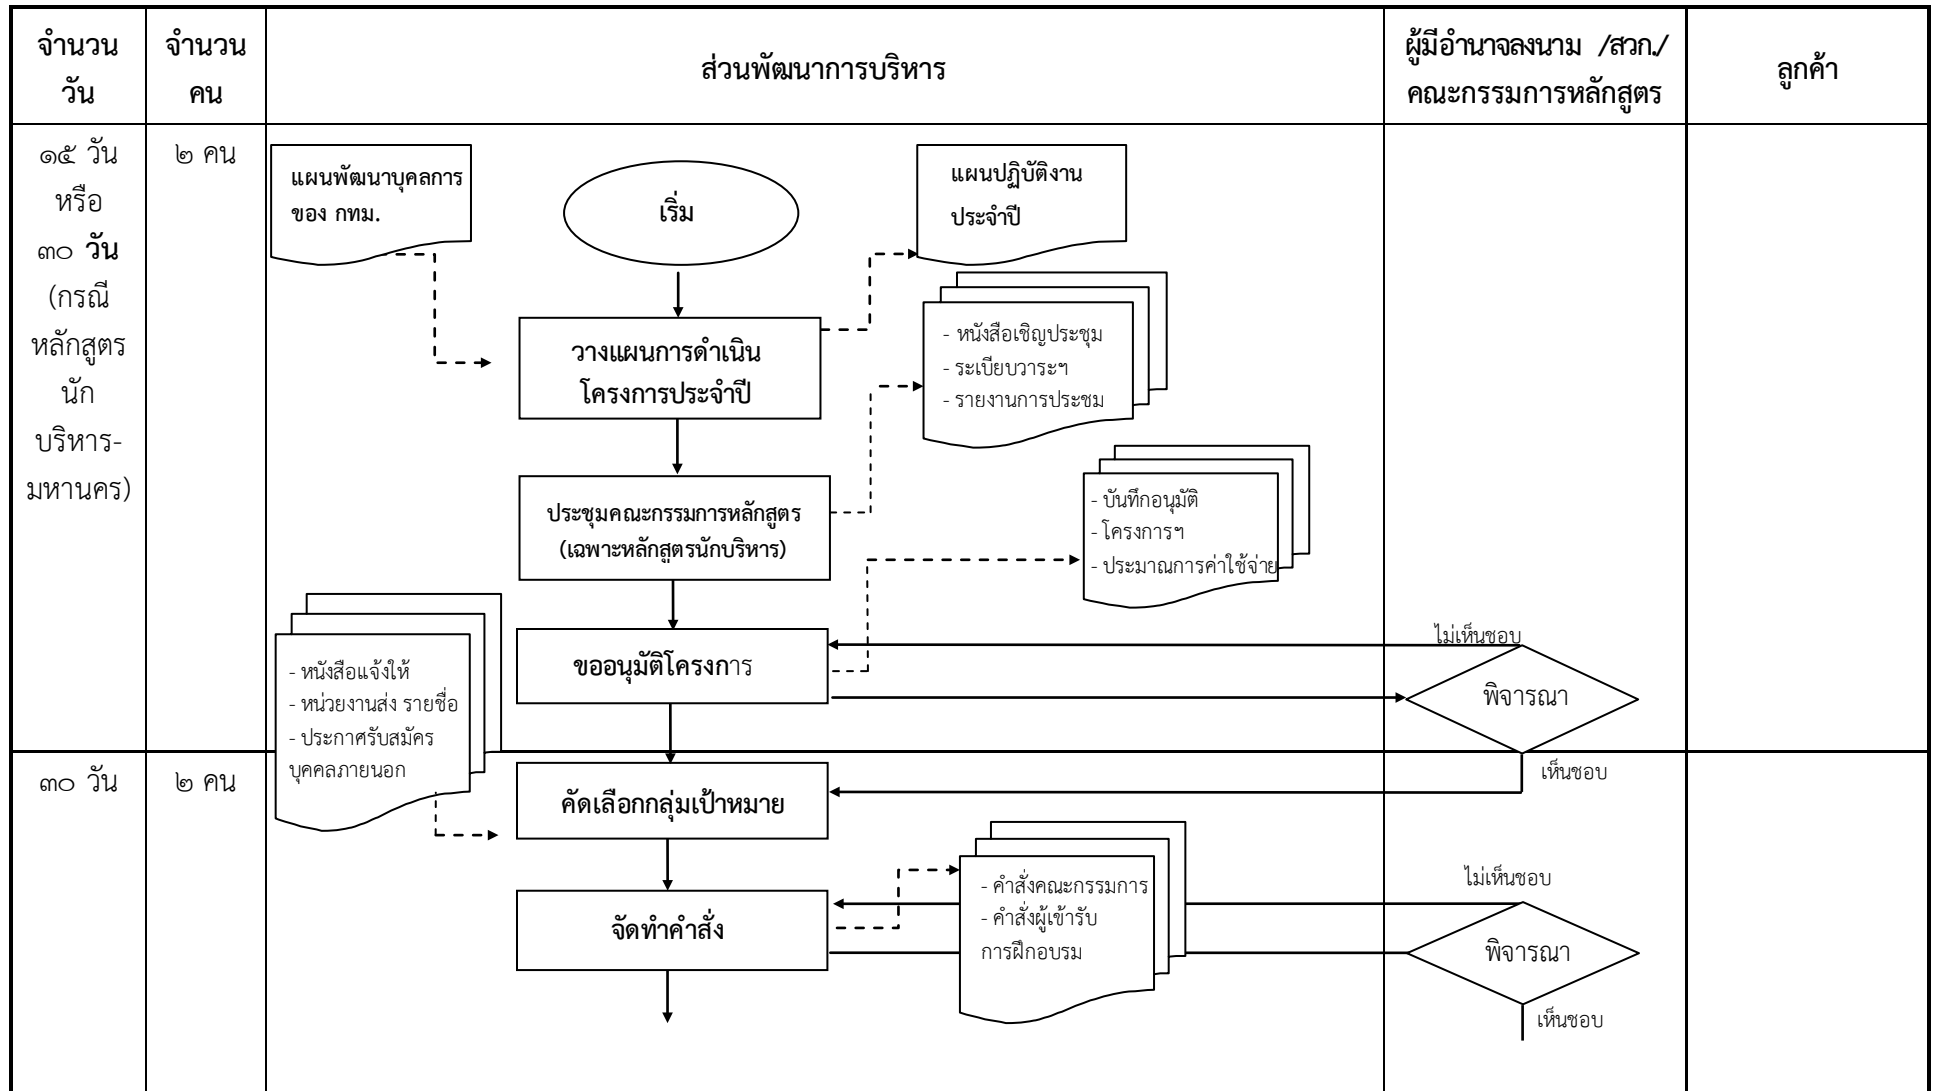 จำนวน
วัน
จำนวน
คน
ส่วนพัฒนาการบริหาร
ผู้มีอำนาจลงนาม /สวก./
คณะกรรมการหลักสูตร
ลูกค้า
๑๕ วัน
หรือ
๓๐ วัน
(กรณี
หลักสูตร
นัก
บริหาร-
มหานคร)
๒ คน
แผนพัฒนาบุคลการ
ของ กทม.
เริ่ม
แผนปฏิบัติงาน
ประจำปี
วางแผนการดำเนิน
โครงการประจำปี
- หนังสือเชิญประชุม
- ระเบียบวาระฯ
- รายงานการประชม
ประชุมคณะกรรมการหลักสูตร
(เฉพาะหลักสูตรนักบริหาร)
- บันทึกอนุมัติ
- โครงการฯ
- ประมาณการค่าใช้จ่าย
ขออนุมัติโครงการ
ไม่เห็นชอบ
พิจารณา
เห็นชอบ
- หนังสือแจ้งให้
- หน่วยงานส่ง รายชื่อ
- ประกาศรับสมัคร
บุคคลภายนอก
๓๐ วัน
๒ คน
คัดเลือกกลุ่มเป้าหมาย
จัดทำคำสั่ง
- คำสั่งคณะกรรมการ
- คำสั่งผู้เข้ารับ
การฝึกอบรม
ไม่เห็นชอบ
พิจารณา
เห็นชอบ